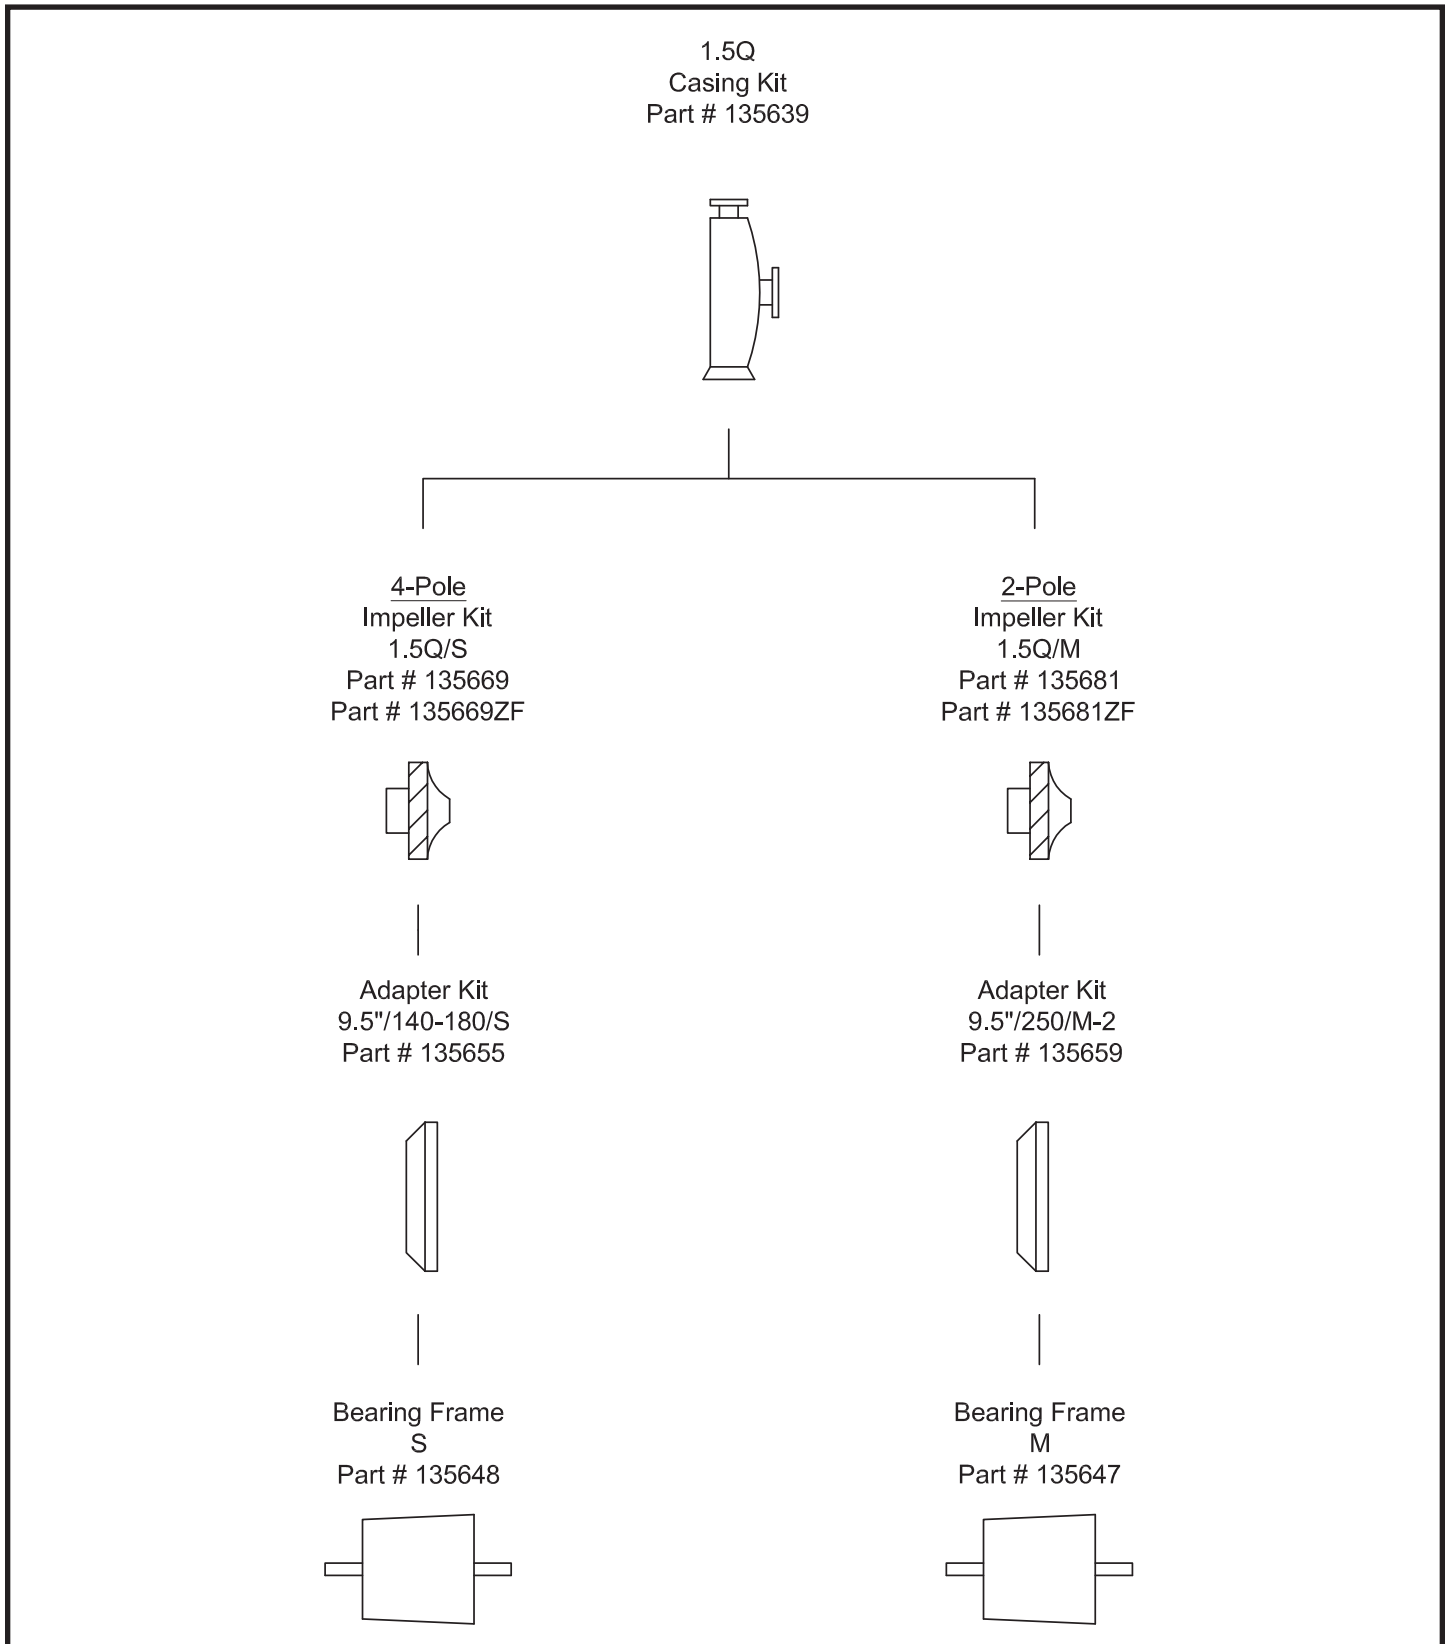 1.5Q
Casing Kit
Part # 135639
4-Pole
Impeller Kit
1.5Q/S
Part # 135669
Part # 135669ZF
2-Pole
Impeller Kit
1.5Q/M
Part # 135681
Part # 135681ZF
Adapter Kit
9.5"/140-180/S
Part # 135655
Adapter Kit
9.5"/250/M-2
Part # 135659
Bearing Frame
S
Part # 135648
Bearing Frame
M
Part # 135647